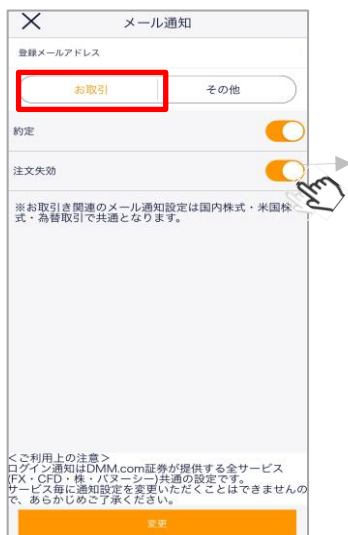 メール通知
登録メールアドレス
お取引 その他
約定
注文失効
※お取引き関連のメール通知設定は国内株式・米国株
式・為替取引で共通となります。
＜ご利用上の注意＞
ログイン通知はDMM.com証券が提供する全サービス
(FX・CFD・株・バヌーシー)共通の設定です。
サービス毎に通知設定を変更いただくことはできませんの
で、あらかじめご了承ください。
変更